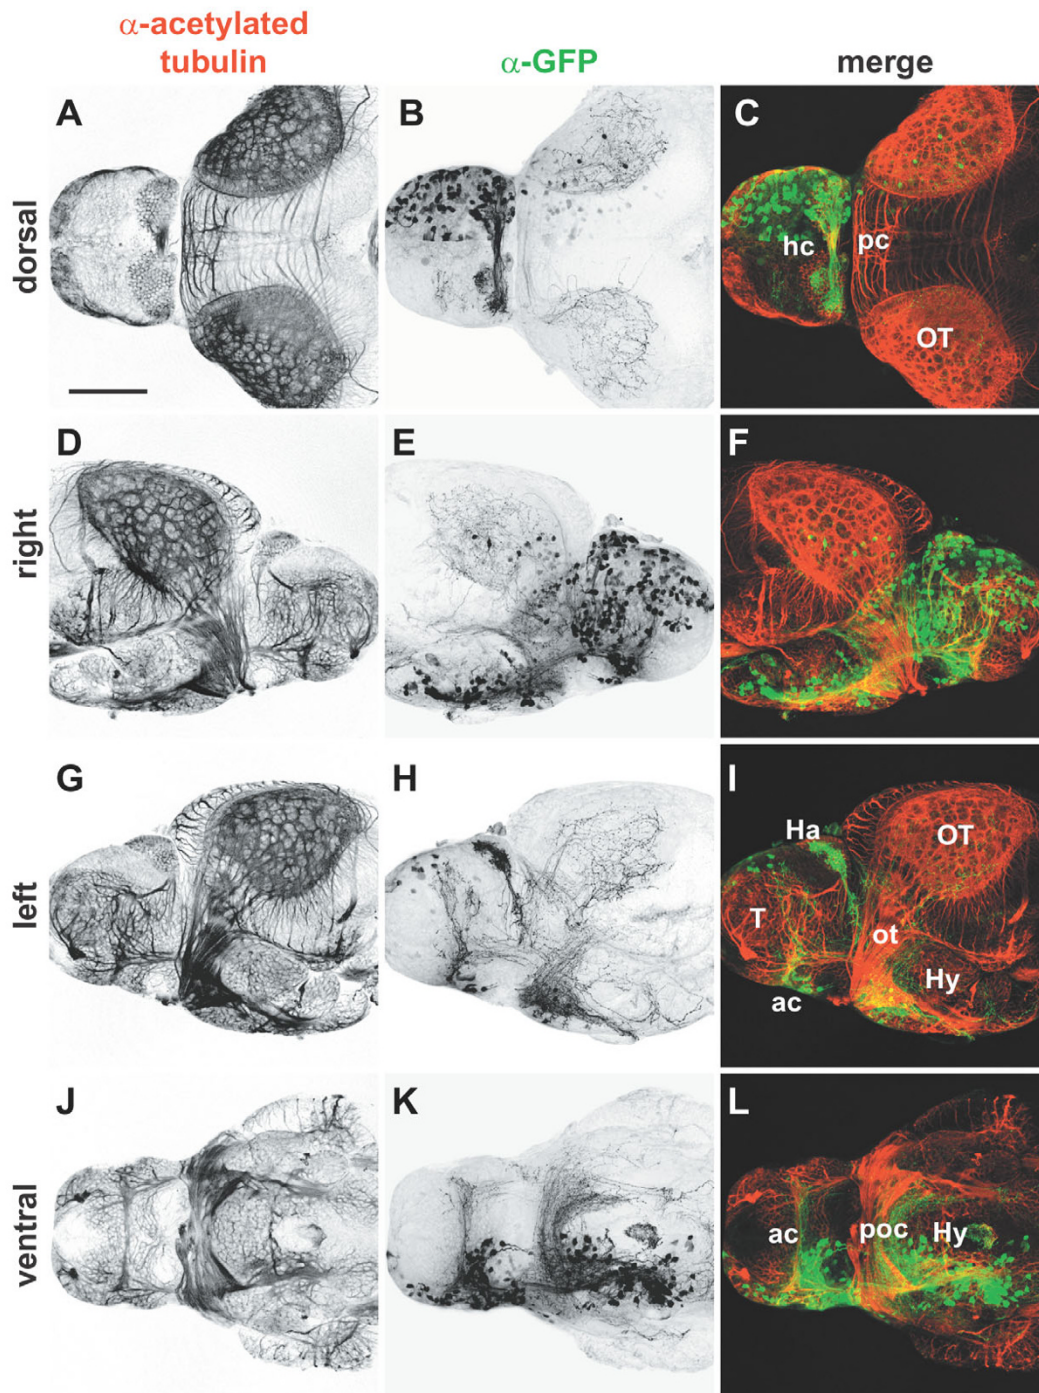 α-acetylated
tubulin
α-GFP
merge
dorsal
A
B
C
hc
pc
OT
right
D
E
F
left
G
H
I
Ha
OT
T
ot
Hy
ac
ventral
J
K
L
ac
poc
Hy